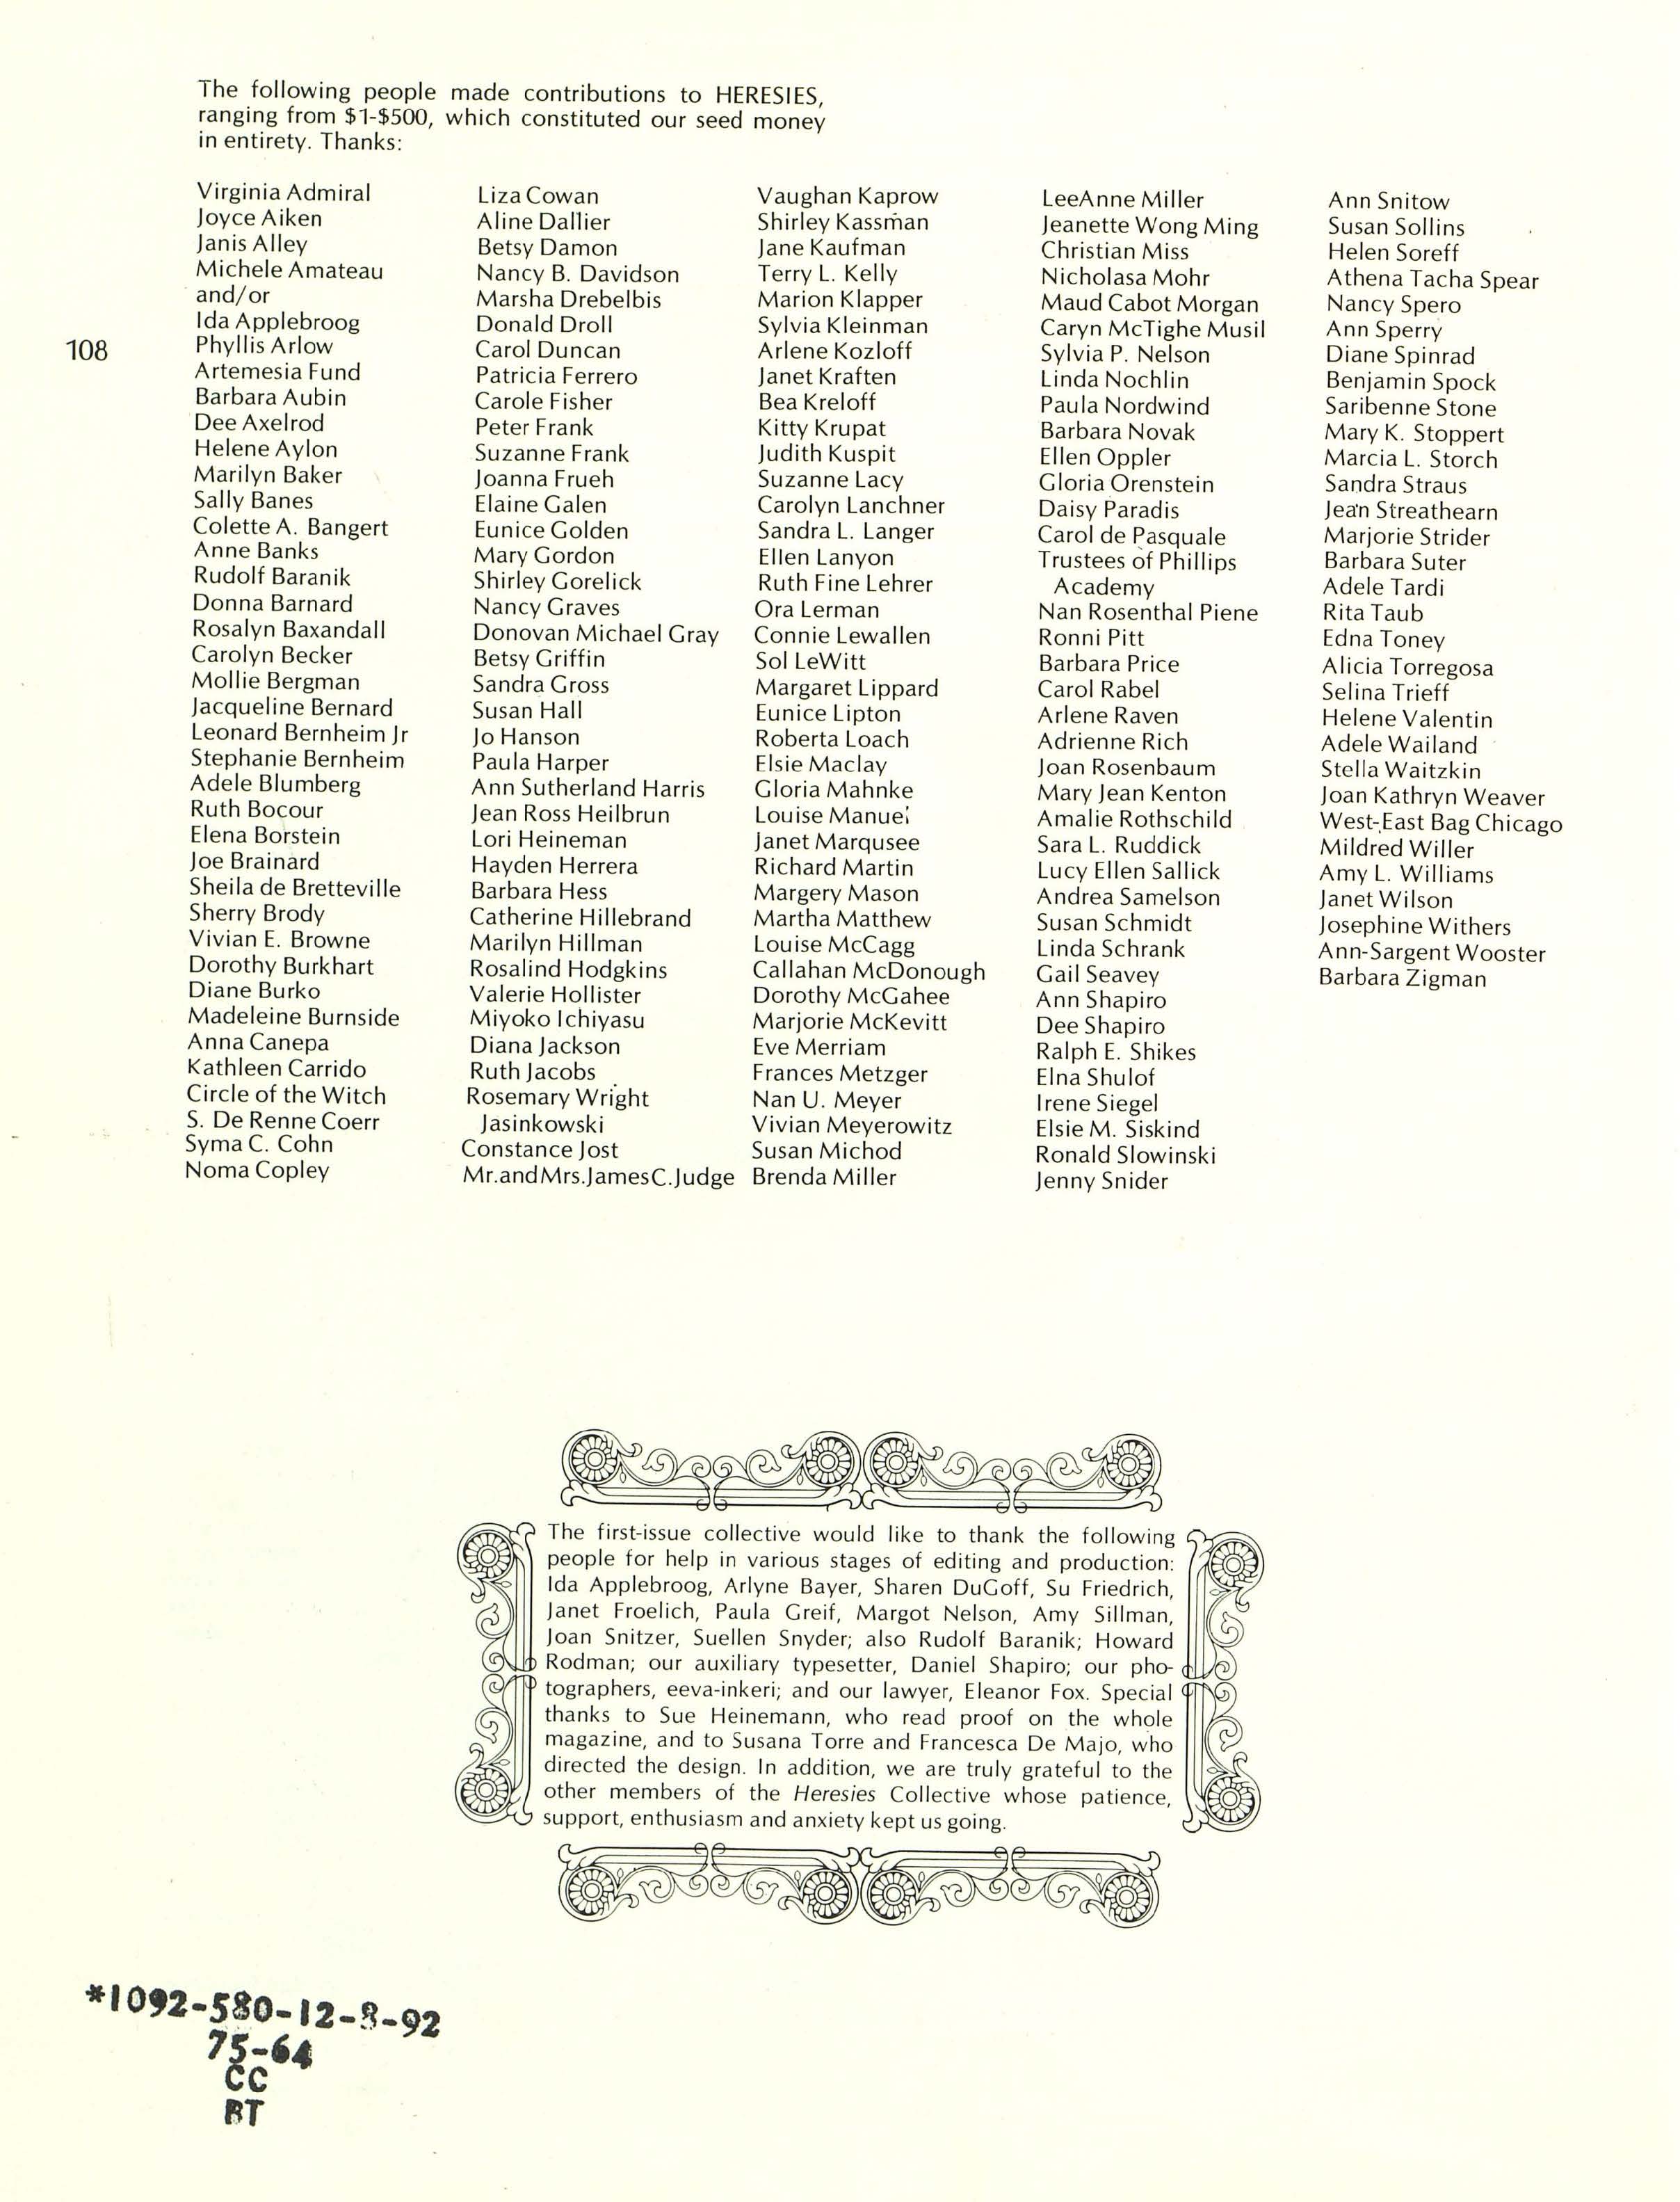 The following people made contributions to HERESIES,
ranging from $1-$500, which constituted our seed money
in entirety. Thanks:
108
Virginia Admiral
Joyce Aiken
Janis Alley
Michele Amateau
and/or
Ida Applebroog
Phyllis Arlow
Artemesia Fund
Barbara Aubin
Dee Axelrod
Helene Aylon
Marilyn Baker
Sally Banes
Colette A. Bangert
Anne Banks
Rudolf Baranik
Donna Barnard
Rosalyn Baxandall
Carolyn Becker
Mollie Bergman
Jacqueline Bernard
Leonard Bernheim Jr
Stephanie Bernheim
Adele Blumberg
Ruth Bocour
Elena Borstein
Joe Brainard
Sheila de Bretteville
Sherry Brody
Vivian E. Browne
Dorothy Burkhart
Diane Burko
Madeleine Burnside
Anna Canepa
Kathleen Carrido
Circle of the Witch
S. De Renne Coerr
Syma C. Cohn
Noma Copley
Liza Cowan
Aline Dallier
Betsy Damon
Nancy B. Davidson
Marsha Drebelbis
Donald Droll
Carol Duncan
Patricia Ferrero
Carole Fisher
Peter Frank
Suzanne Frank
Joanna Frueh
Elaine Galen
Eunice Golden
Mary Gordon
Shirley Gorelick
Nancy Graves
Donovan Michael Gray
Betsy Griffin
Sandra Gross
Susan Hall
Jo Hanson
Paula Harper
Ann Sutherland Harris
Jean Ross Heilbrun
Lori Heineman
Hayden Herrera
Barbara Hess
Catherine Hillebrand
Marilyn Hillman
Rosalind Hodgkins
Valerie Hollister
Miyoko Ichiyasu
Diana Jackson
Ruth Jacobs
Rosemary Wright
Jasinkowski
Constance Jost
Mr.andMrs.JamesC.Judge
Vaughan Kaprow
Shirley Kassman
Jane Kaufman
Terry L. Kelly
Marion Klapper
Sylvia Kleinman
Arlene Kozloff
Janet Kraften
Bea Kreloff
Kitty Krupat
Judith Kuspit
Suzanne Lacy
Carolyn Lanchner
Sandra L. Langer
Ellen Lanyon
Ruth Fine Lehrer
Ora Lerman
Connie Lewallen
Sol LeWitt
Margaret Lippard
Eunice Lipton
Roberta Loach
Elsie Maclay
Gloria Mahnke
Louise Manuel
Janet Marqusee
Richard Martin
Margery Mason
Martha Matthew
Louise McCagg
Callahan McDonough
Dorothy McGahee
Marjorie McKevitt
Eve Merriam
Frances Metzger
Nan U. Meyer
Vivian Meyerowitz
Susan Michod
Brenda Miller
LeeAnne Miller
Jeanette Wong Ming
Christian Miss
Nicholasa Mohr
Maud Cabot Morgan
Caryn McTighe Musil
Sylvia P. Nelson
Linda Nochlin
Paula Nordwind
Barbara Novak
Ellen Oppler
Gloria Orenstein
Daisy Paradis
Carol de Pasquale
Trustees of Phillips
Academy
Nan Rosenthal Piene
Ronni Pitt
Barbara Price
Carol Rabel
Arlene Raven
Adrienne Rich
Joan Rosenbaum
Mary Jean Kenton
Amalie Rothschild
Sara L. Ruddick
Lucy Ellen Sallick
Andrea Samelson
Susan Schmidt
Linda Schrank
Gail Seavey
Ann Shapiro
Dee Shapiro
Ralph E. Shikes
Elna Shulof
Irene Siegel
Elsie M. Siskind
Ronald Slowinski
Jenny Snider
Ann Snitow
Susan Sollins
Helen Soreff
Athena Tacha Spear
Nancy Spero
Ann Sperry
Diane Spinrad
Benjamin Spock
Saribenne Stone
Mary K. Stoppert
Marcia L. Storch
Sandra Straus
Jean Streathearn
Marjorie Strider
Barbara Suter
Adele Tardi
Rita Taub
Edna Toney
Alicia Torregosa
Selina Trieff
Helene Valentin
Adele Wailand
Stella Waitzkin
Joan Kathryn Weaver
West-East Bag Chicago
Mildred Willer
Amy L. Williams
Janet Wilson
Josephine Withers
Ann-Sargent Wooster
Barbara Zigman
The first-issue collective would like to thank the following
people for help in various stages of editing and production:
Ida Applebroog, Arlyne Bayer, Sharen DuGoff, Su Friedrich,
Janet Froelich, Paula Greif, Margot Nelson, Amy Sillman,
Joan Snitzer, Suellen Snyder; also Rudolf Baranik; Howard
Rodman; our auxiliary typesetter, Daniel Shapiro; our pho-
tographers, eeva-inkeri; and our lawyer, Eleanor Fox. Special
thanks to Sue Heinemann, who read proof on the whole
magazine, and to Susana Torre and Francesca De Majo, who
directed the design. In addition, we are truly grateful to the
other members of the Heresies Collective whose patience,
support, enthusiasm and anxiety kept us going.
*1092-580-12-8-92
75-64
CC
BT